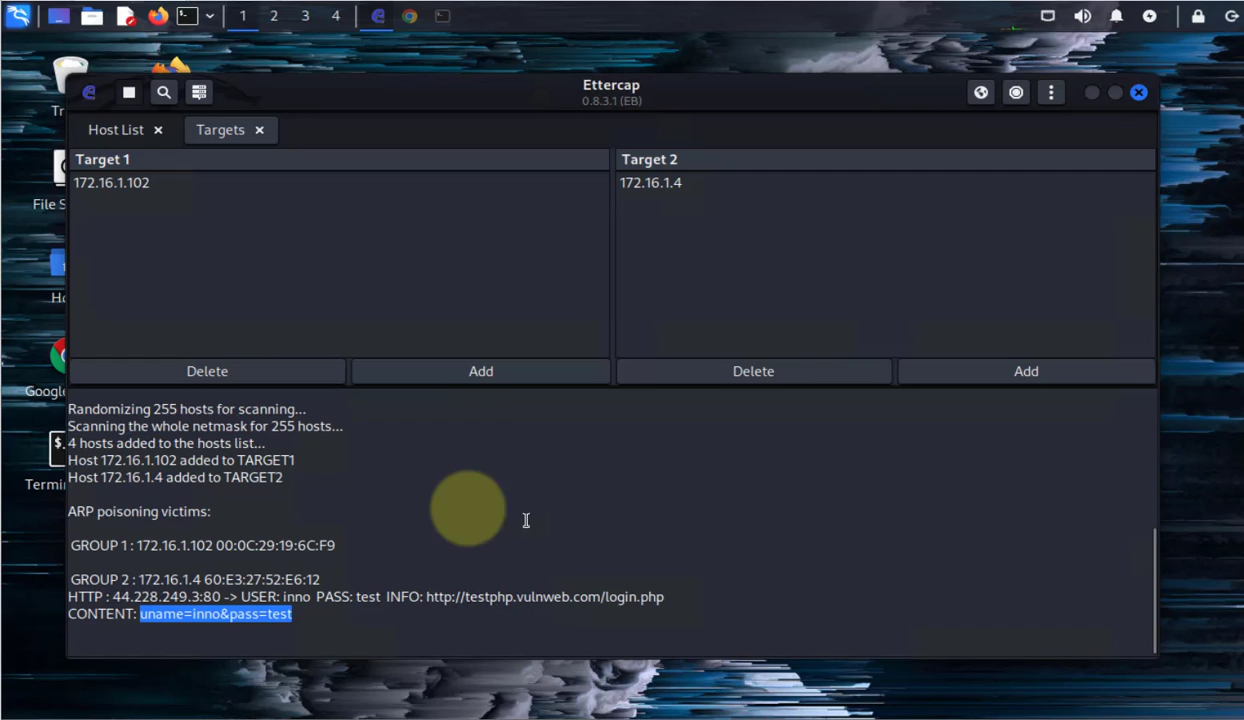 1 2 3 4
Ettercap
0.8.3.1 (EB)
Host List
Targets
Target 1
Target 2
172.16.1.102
172.16.1.4
Delete
Add
Delete
Add
Randomizing 255 hosts for scanning...
Scanning the whole netmask for 255 hosts...
4 hosts added to the hosts list...
Host 172.16.1.102 added to TARGET1
Host 172.16.1.4 added to TARGET2
ARP poisoning victims:
GROUP 1 : 172.16.1.102 00:0C:29:19:6C:F9
GROUP 2 : 172.16.1.4 60:E3:27:52:E6:12
HTTP : 44.228.249.3:80 -> USER: inno PASS: test INFO: http://testphp.vulnweb.com/login.php
CONTENT: uname=inno&pass=test
Tr
File S
Ho
Googl
Termi